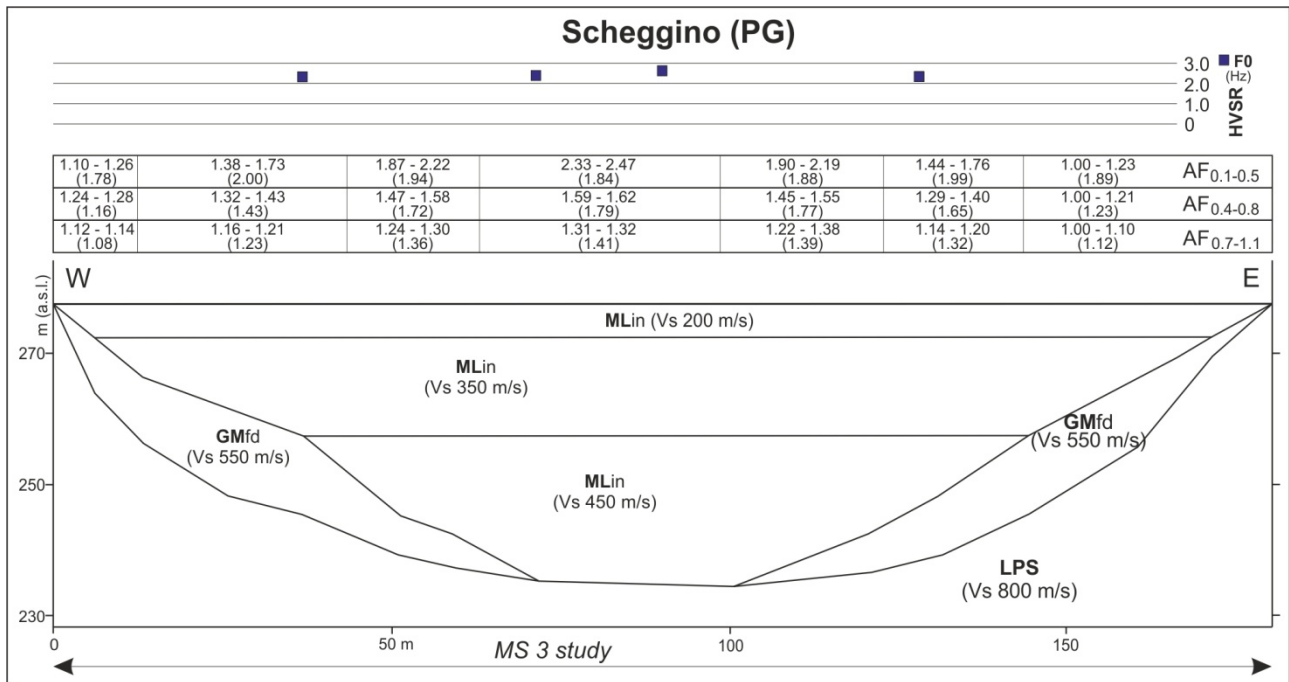 Scheggino (PG)
3.0 F0
2.0 (Hz)
1.0
0
HVSR
1.10 - 1.26 1.38 - 1.73 1.87 - 2.22 2.33 - 2.47 1.90 - 2.19 1.44 - 1.76 1.00 - 1.23 AF0.1-0.5
(1.78) (2.00) (1.94) (1.84) (1.88) (1.99) (1.89)
1.24 - 1.28 1.32 - 1.43 1.47 - 1.58 1.59 - 1.62 1.45 - 1.55 1.29 - 1.40 1.00 - 1.21 AF0.4-0.8
(1.16) (1.43) (1.72) (1.79) (1.77) (1.65) (1.23)
1.12 - 1.14 1.16 - 1.21 1.24 - 1.30 1.31 - 1.32 1.22 - 1.38 1.14 - 1.20 1.00 - 1.10 AF0.7-1.1
(1.08) (1.23) (1.36) (1.41) (1.39) (1.32) (1.12)
W E
m (a.s.l.)
MLin (Vs 200 m/s)
270
MLin
(Vs 350 m/s)
GMfd
(Vs 550 m/s)
GMfd
(Vs 550 m/s)
250
MLin
(Vs 450 m/s)
LPS
(Vs 800 m/s)
230
0 50 m 100 150
MS 3 study